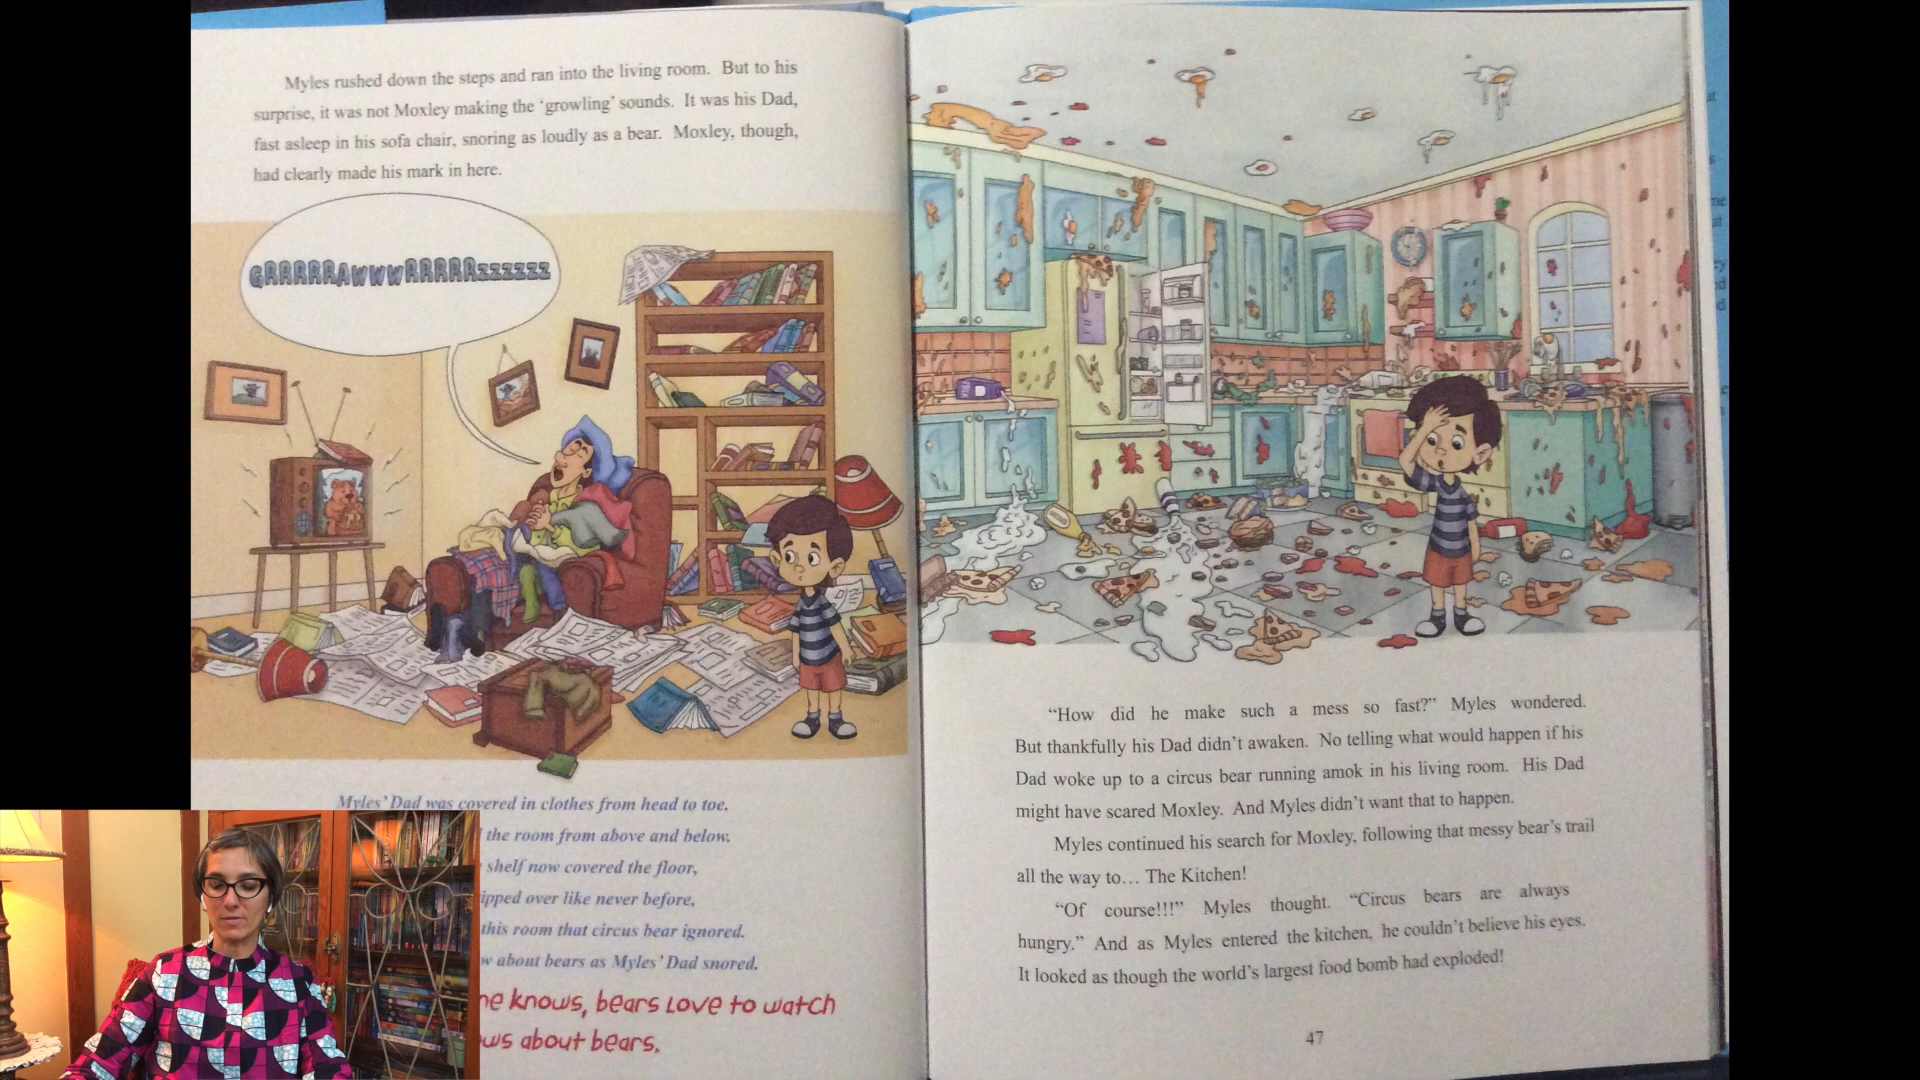 Myles rushed down the steps and ran into the living room. But to his
surprise, it was not Moxley making the ‘growling’ sounds. It was his Dad,
fast asleep in his sofa chair, snoring as loudly as a bear. Moxley, though,
had clearly made his mark in here.
GRRRRRRAWWWRRRRRZZZZZZ
Myles’ Dad was covered in clothes from head to toe.
the room from above and below.
shelf now covered the floor,
ipped over like never before,
this room that circus bear ignored.
w about bears as Myles’ Dad snored.
ne knows, bears love to watch
ws about bears.
“How did he make such a mess so fast?” Myles wondered.
But thankfully his Dad didn’t awaken. No telling what would happen if his
Dad woke up to a circus bear running amok in his living room. His Dad
might have scared Moxley. And Myles didn’t want that to happen.
Myles continued his search for Moxley, following that messy bear’s trail
all the way to… The Kitchen!
“Of course!!!” Myles thought. “Circus bears are always
hungry.” And as Myles entered the kitchen, he couldn’t believe his eyes.
It looked as though the world’s largest food bomb had exploded!
47